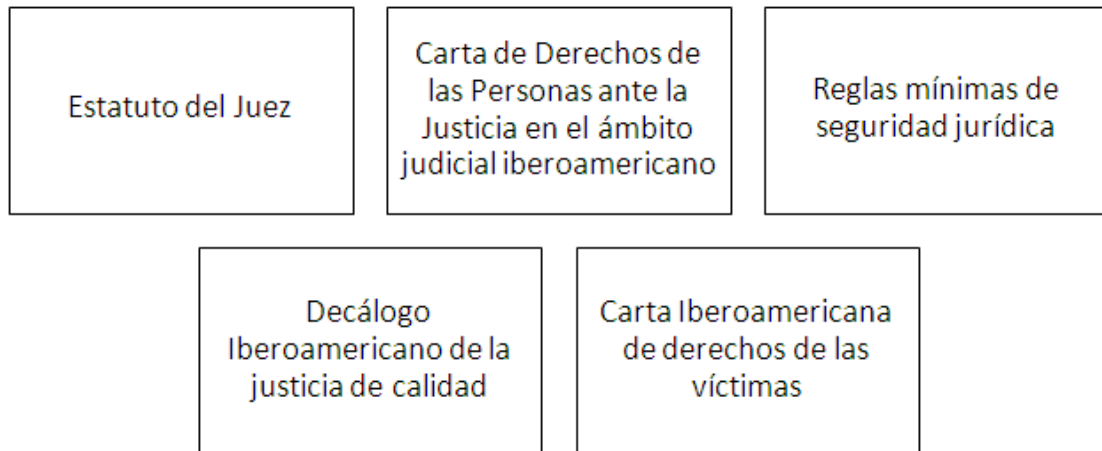 Estatuto del Juez
Carta de Derechos de
las Personas ante la
Justicia en el ámbito
judicial iberoamericano
Reglas mínimas de
seguridad jurídica
Decálogo
Iberoamericano de la
justicia de calidad
Carta Iberoamericana
de derechos de las
víctimas